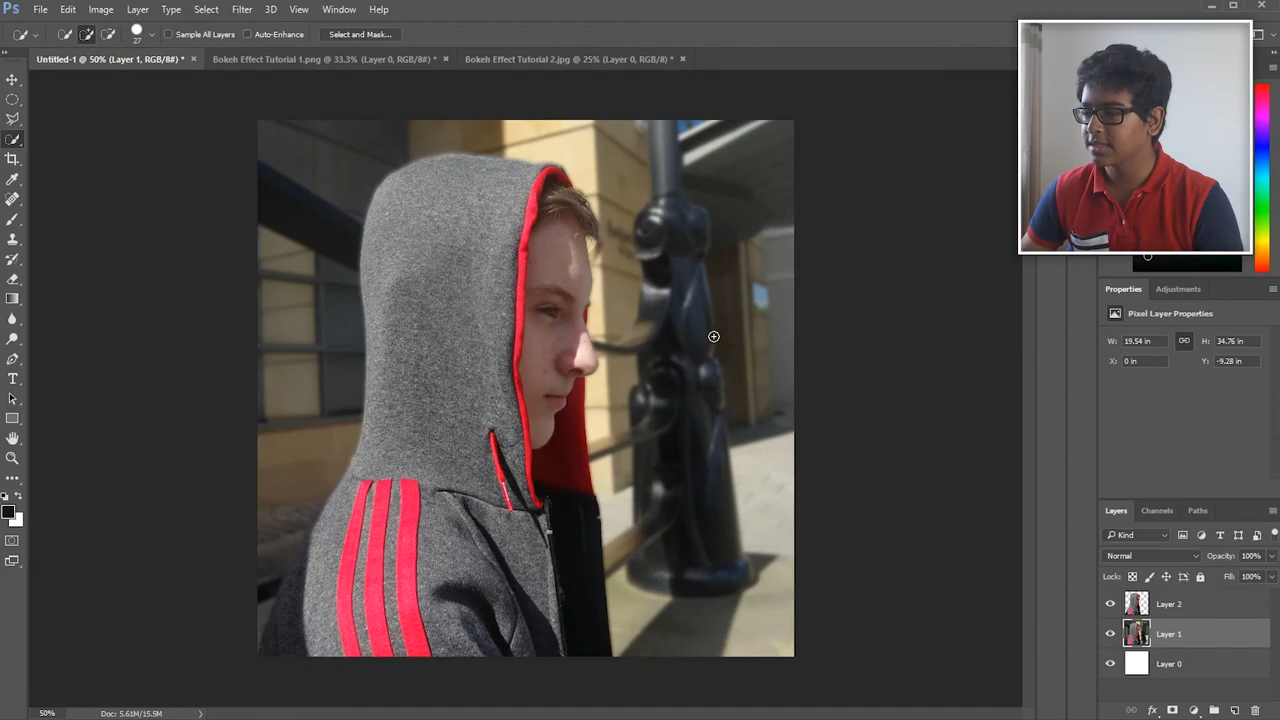 Ps File Edit Image Layer Type Select Filter 3D View Window Help
27 Sample All Layers Auto-Enhance Select and Mask...
Untitled-1 @ 50% (Layer 1, RGB/8#) * × Bokeh Effect Tutorial 1.png @ 33.3% (Layer 0, RGB/8#) * × Bokeh Effect Tutorial 2.jpg @ 25% (Layer 0, RGB/8) * ×
Properties Adjustments
Pixel Layer Properties
W: 19.54 in H: 34.76 in
X: 0 in Y: -9.28 in
Layers Channels Paths
Kind
Normal Opacity: 100%
Lock: Fill: 100%
Layer 2
Layer 1
Layer 0
50% Doc: 5.61M/15.5M